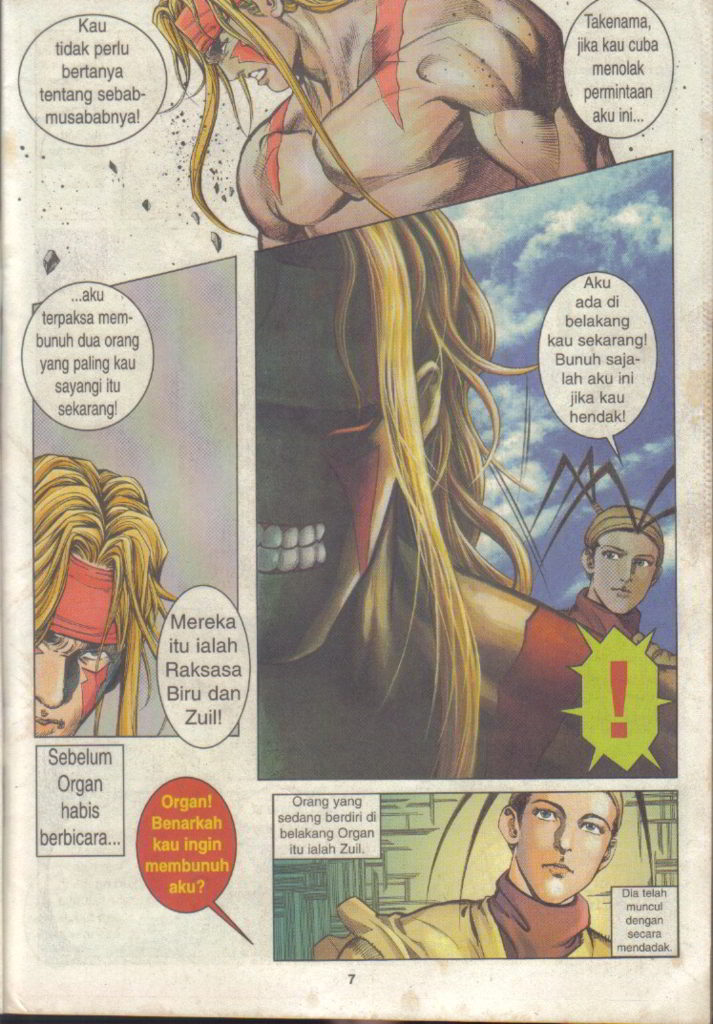 Kau
tidak perlu
bertanya
tentang sebab-
musababnya!
Takenama,
jika kau cuba
menolak
permintaan
aku ini...
...aku
terpaksa mem-
bunuh dua orang
yang paling kau
sayangi itu
sekarang!
Mereka
itu ialah
Raksasa
Biru dan
Zuil!
Aku
ada di
belakang
kau sekarang!
Bunuh saja-
lah aku ini
jika kau
hendak!
!
Sebelum
Organ
habis
berbicara...
Organ!
Benarkah
kau ingin
membunuh
aku?
Orang yang
sedang berdiri di
belakang Organ
itu ialah Zuil.
Dia telah
muncul
dengan
secara
mendadak.
7